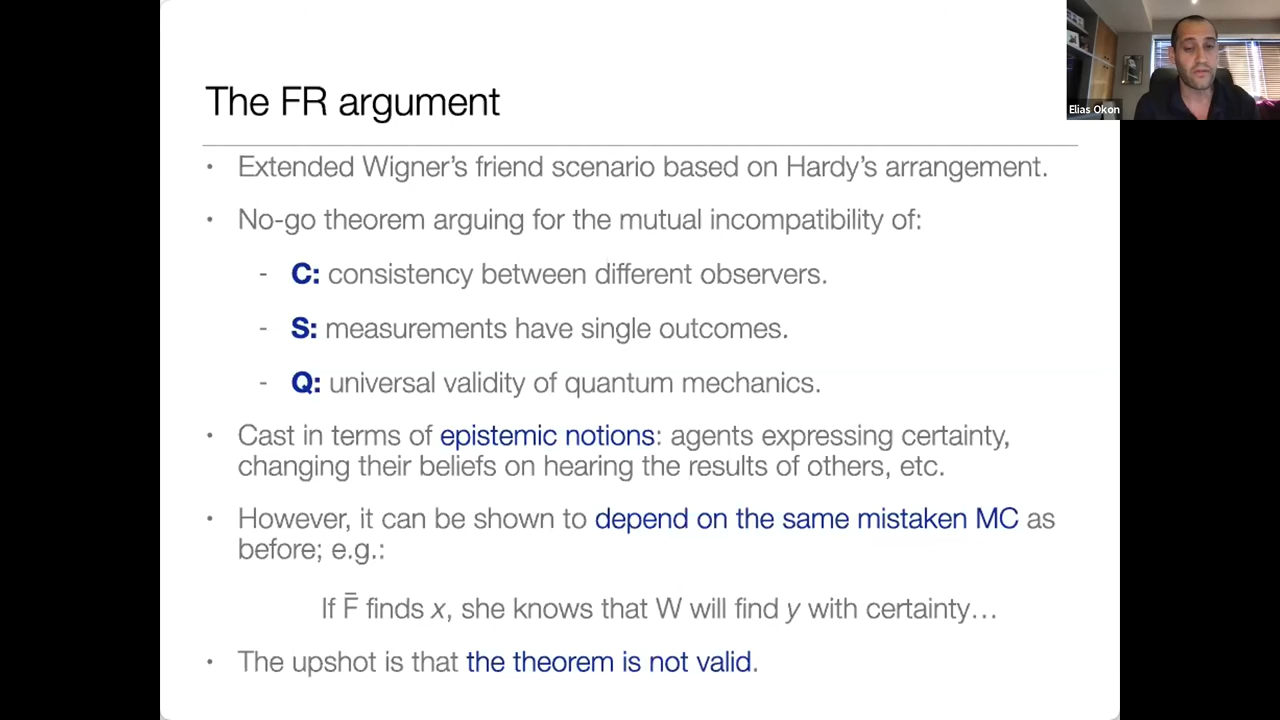 The FR argument
Elias Okon
• Extended Wigner's friend scenario based on Hardy's arrangement.
• No-go theorem arguing for the mutual incompatibility of:
- C: consistency between different observers.
- S: measurements have single outcomes.
- Q: universal validity of quantum mechanics.
• Cast in terms of epistemic notions: agents expressing certainty,
changing their beliefs on hearing the results of others, etc.
• However, it can be shown to depend on the same mistaken MC as
before; e.g.:
If F̄ finds x, she knows that W will find y with certainty…
• The upshot is that the theorem is not valid.